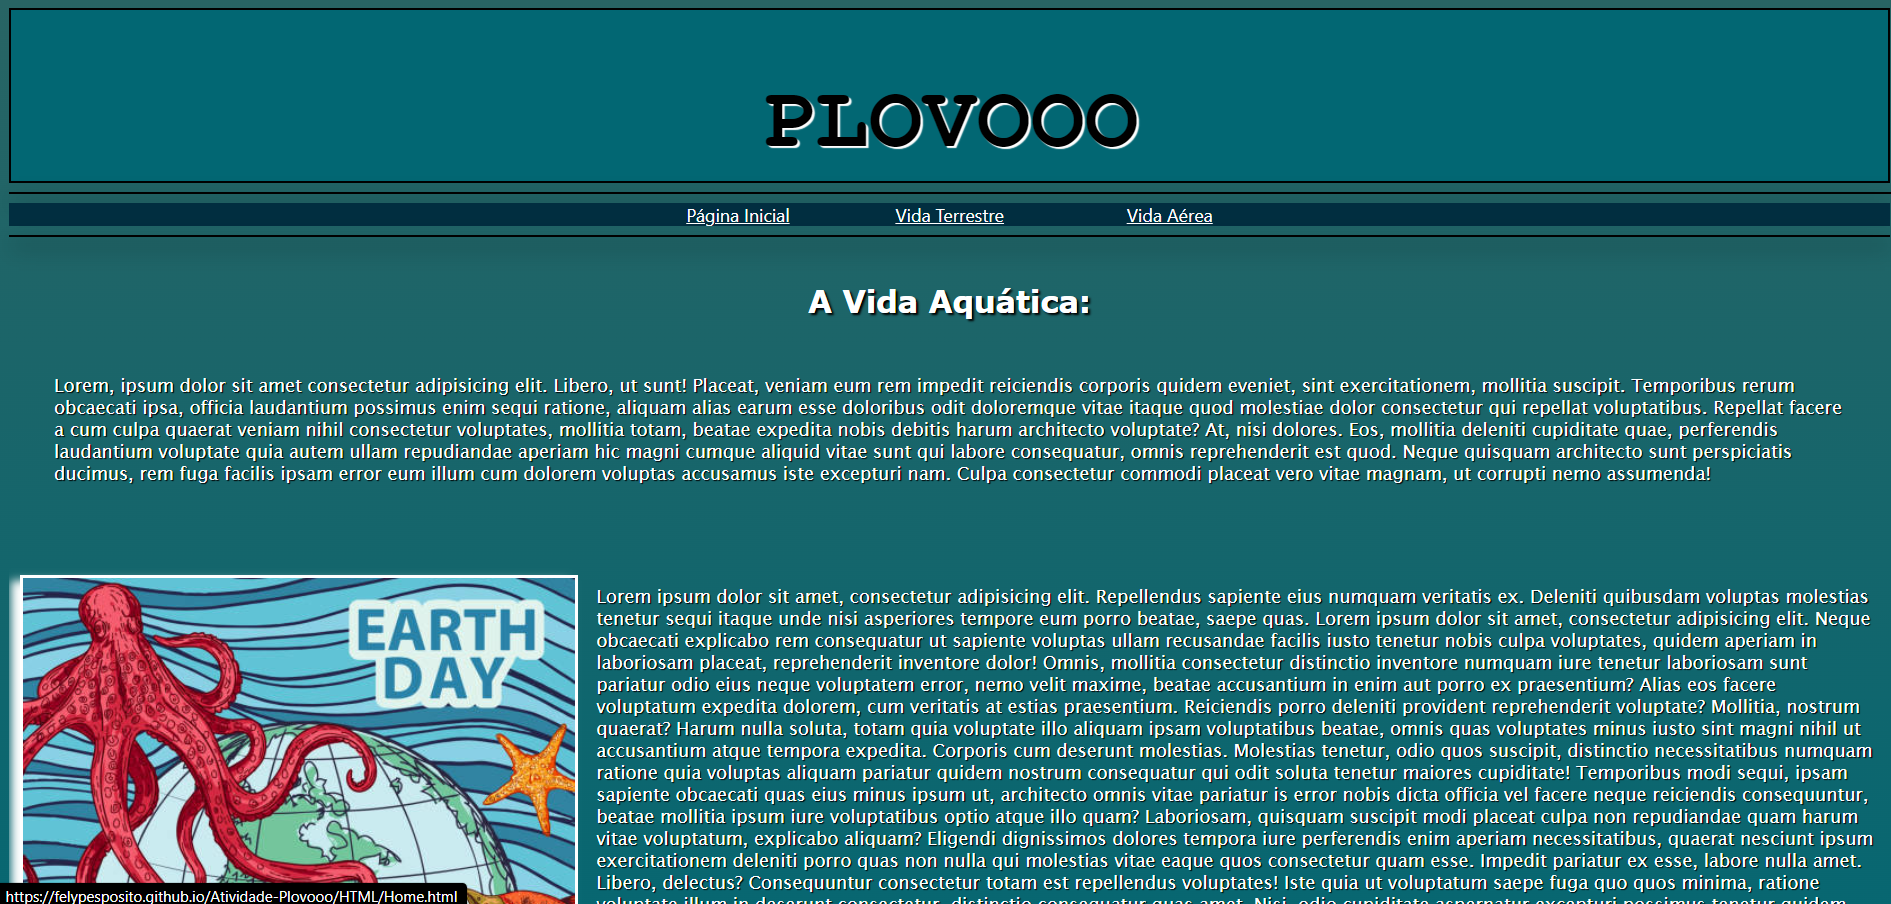 PLOVOOO
Página Inicial Vida Terrestre Vida Aérea
A Vida Aquática:
Lorem, ipsum dolor sit amet consectetur adipisicing elit. Libero, ut sunt! Placeat, veniam eum rem impedit reiciendis corporis quidem eveniet, sint exercitationem, mollitia suscipit. Temporibus rerum
obcaecati ipsa, officia laudantium possimus enim sequi ratione, aliquam alias earum esse doloribus odit doloremque vitae itaque quod molestiae dolor consectetur qui repellat voluptatibus. Repellat facere
a cum culpa quaerat veniam nihil consectetur voluptates, mollitia totam, beatae expedita nobis debitis harum architecto voluptate? At, nisi dolores. Eos, mollitia deleniti cupiditate quae, perferendis
laudantium voluptate quia autem ullam repudiandae aperiam hic magni cumque aliquid vitae sunt qui labore consequatur, omnis reprehenderit est quod. Neque quisquam architecto sunt perspiciatis
ducimus, rem fuga facilis ipsam error eum illum cum dolorem voluptas accusamus iste excepturi nam. Culpa consectetur commodi placeat vero vitae magnam, ut corrupti nemo assumenda!
EARTH
DAY
Lorem ipsum dolor sit amet, consectetur adipisicing elit. Repellendus sapiente eius numquam veritatis ex. Deleniti quibusdam voluptas molestias
tenetur sequi itaque unde nisi asperiores tempore eum porro beatae, saepe quas. Lorem ipsum dolor sit amet, consectetur adipisicing elit. Neque
obcaecati explicabo rem consequatur ut sapiente voluptas ullam recusandae facilis iusto tenetur nobis culpa voluptates, quidem aperiam in
laboriosam placeat, reprehenderit inventore dolor! Omnis, mollitia consectetur distinctio inventore numquam iure tenetur laboriosam sunt
pariatur odio eius neque voluptatem error, nemo velit maxime, beatae accusantium in enim aut porro ex praesentium? Alias eos facere
voluptatum expedita dolorem, cum veritatis at estias praesentium. Reiciendis porro deleniti provident reprehenderit voluptate? Mollitia, nostrum
quaerat? Harum nulla soluta, totam quia voluptate illo aliquam ipsam voluptatibus beatae, omnis quas voluptates minus iusto sint magni nihil ut
accusantium atque tempora expedita. Corporis cum deserunt molestias. Molestias tenetur, odio quos suscipit, distinctio necessitatibus numquam
ratione quia voluptas aliquam pariatur quidem nostrum consequatur qui odit soluta tenetur maiores cupiditate! Temporibus modi sequi, ipsam
sapiente obcaecati quas eius minus ipsum ut, architecto omnis vitae pariatur is error nobis dicta officia vel facere neque reiciendis consequuntur,
beatae mollitia ipsum iure voluptatibus optio atque illo quam? Laboriosam, quisquam suscipit modi placeat culpa non repudiandae quam harum
vitae voluptatum, explicabo aliquam? Eligendi dignissimos dolores tempora iure perferendis enim aperiam necessitatibus, quaerat nesciunt ipsum
exercitationem deleniti porro quas non nulla qui molestias vitae eaque quos consectetur quam esse. Impedit pariatur ex esse, labore nulla amet.
Libero, delectus? Consequuntur consectetur totam est repellendus voluptates! Iste quia ut voluptatum saepe fuga quo quos minima, ratione
https://felypesposito.github.io/Atividade-Plovooo/HTML/Home.html